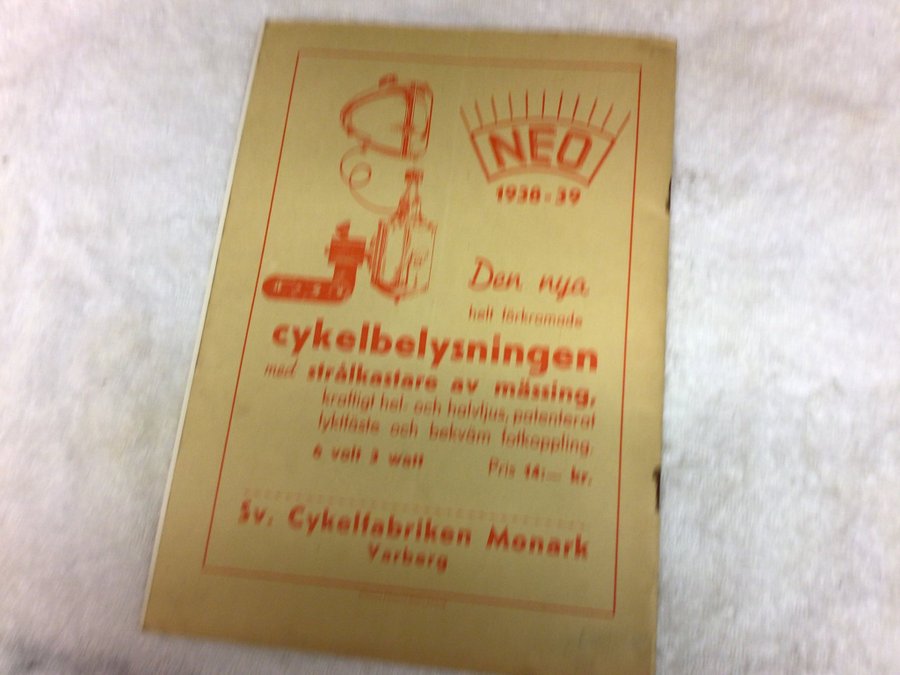 NEO
1938-39
Den nya
helt förkromade
cykelbelysningen
med strålkastare av mässing,
kraftigt hel- och halvljus, patenterat
lyktfäste och bekväm fotkoppling.
6 volt 3 watt Pris 14:— kr.
Sv. Cykelfabriken Monark
Varberg